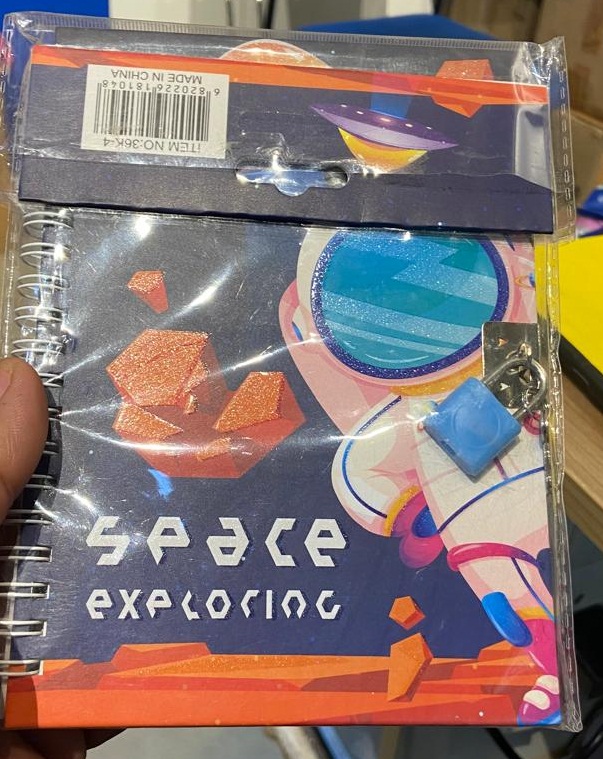 MADE IN CHINA
6 820226 181048
iTEM NO:36K-4
space
exploring